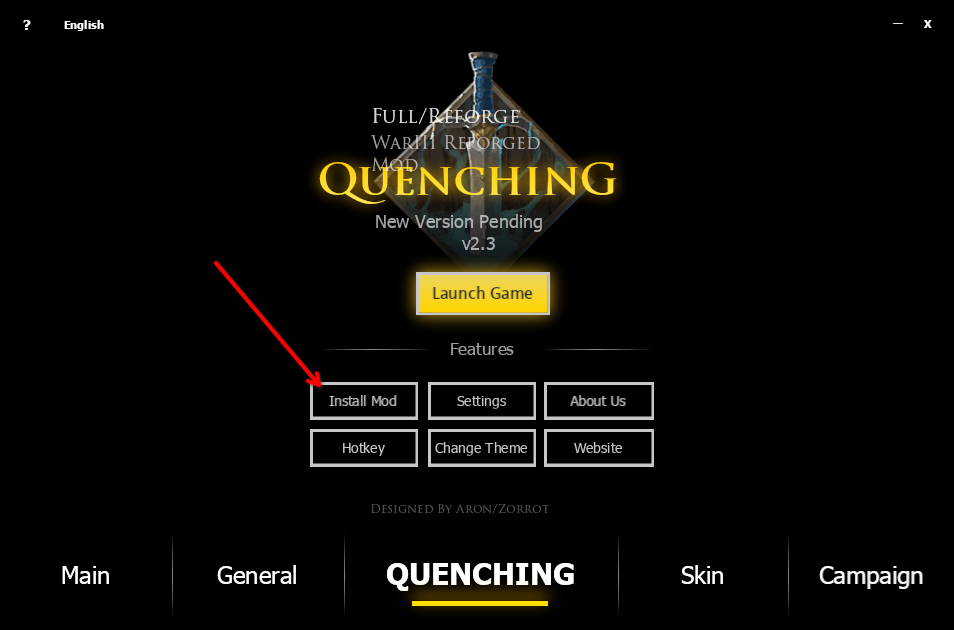 ? English — x
Full/Reforge
WarIII Reforged
Mod
Quenching
New Version Pending
v2.3
Launch Game
Features
Install Mod Settings About Us
Hotkey Change Theme Website
Designed By Aron/Zorrot
Main General QUENCHING Skin Campaign